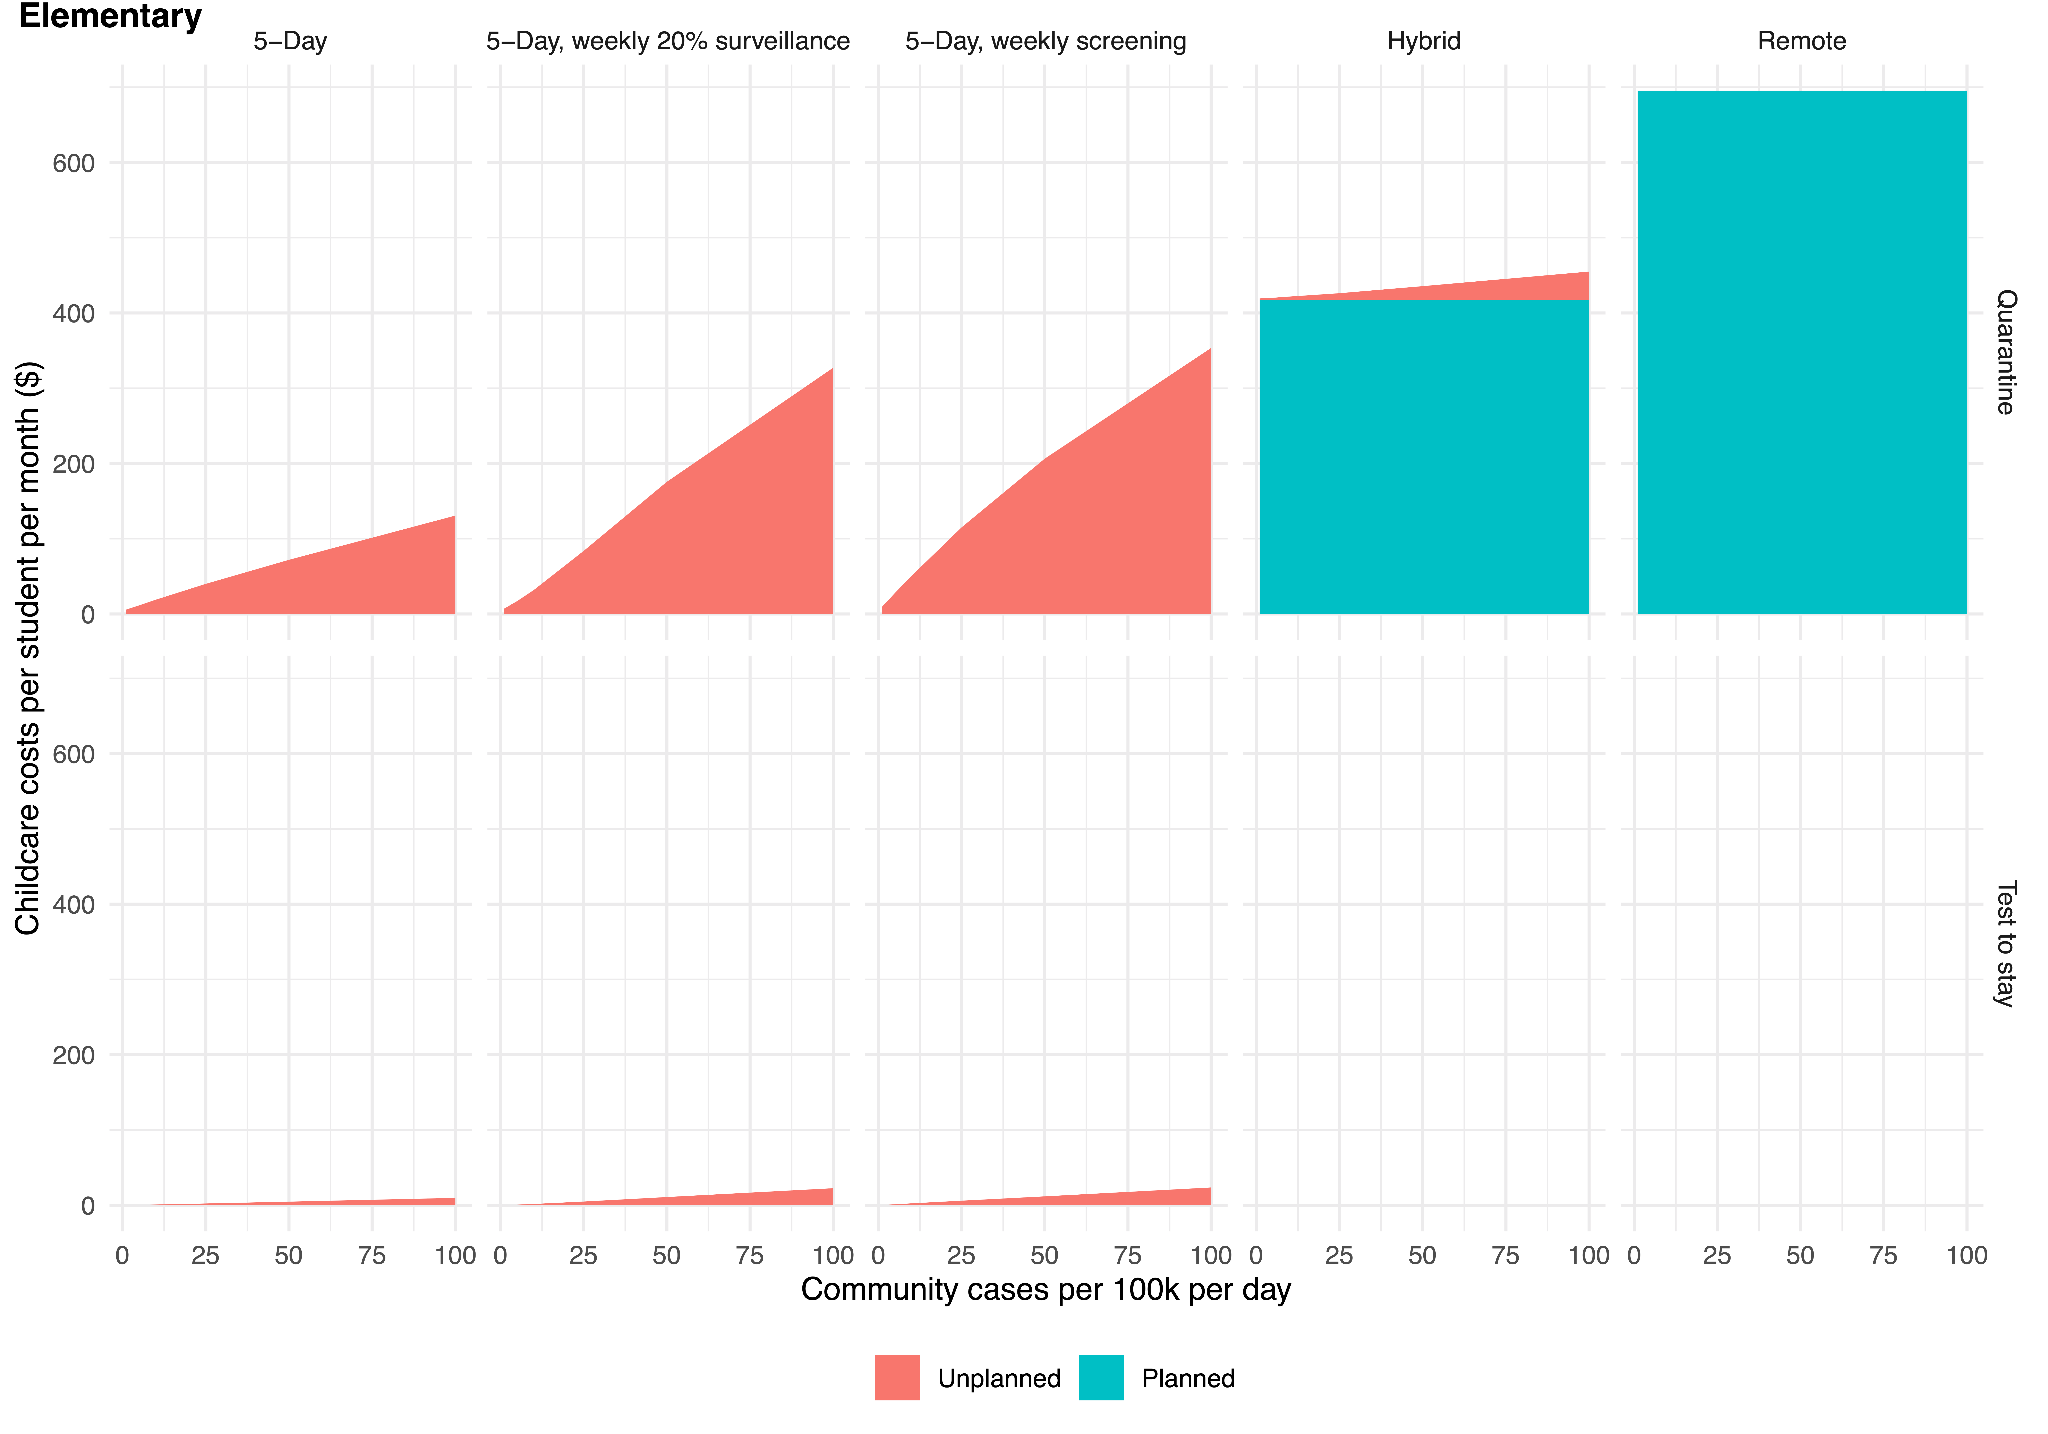 Elementary
5−Day
5−Day, weekly 20% surveillance
5−Day, weekly screening
Hybrid
Remote
Childcare costs per student per month ($)
600
400
200
0
Quarantine
600
400
200
0
Test to stay
0 25 50 75 100
0 25 50 75 100
0 25 50 75 100
0 25 50 75 100
0 25 50 75 100
Community cases per 100k per day
Unplanned
Planned